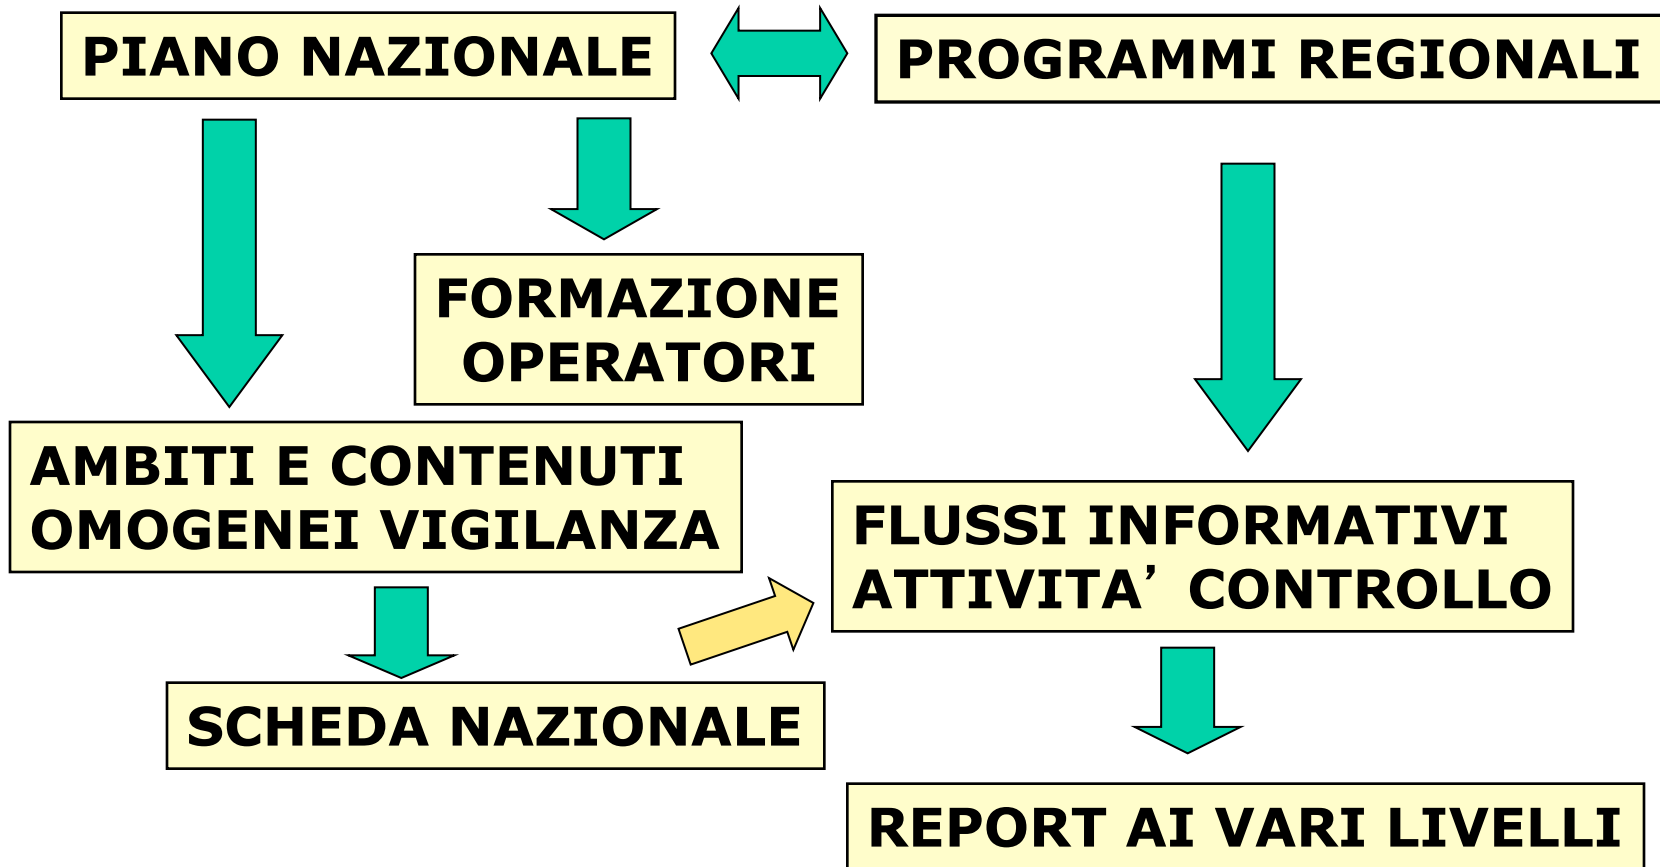 PIANO NAZIONALE
PROGRAMMI REGIONALI
FORMAZIONE
OPERATORI
AMBITI E CONTENUTI
OMOGENEI VIGILANZA
FLUSSI INFORMATIVI
ATTIVITA’ CONTROLLO
SCHEDA NAZIONALE
REPORT AI VARI LIVELLI